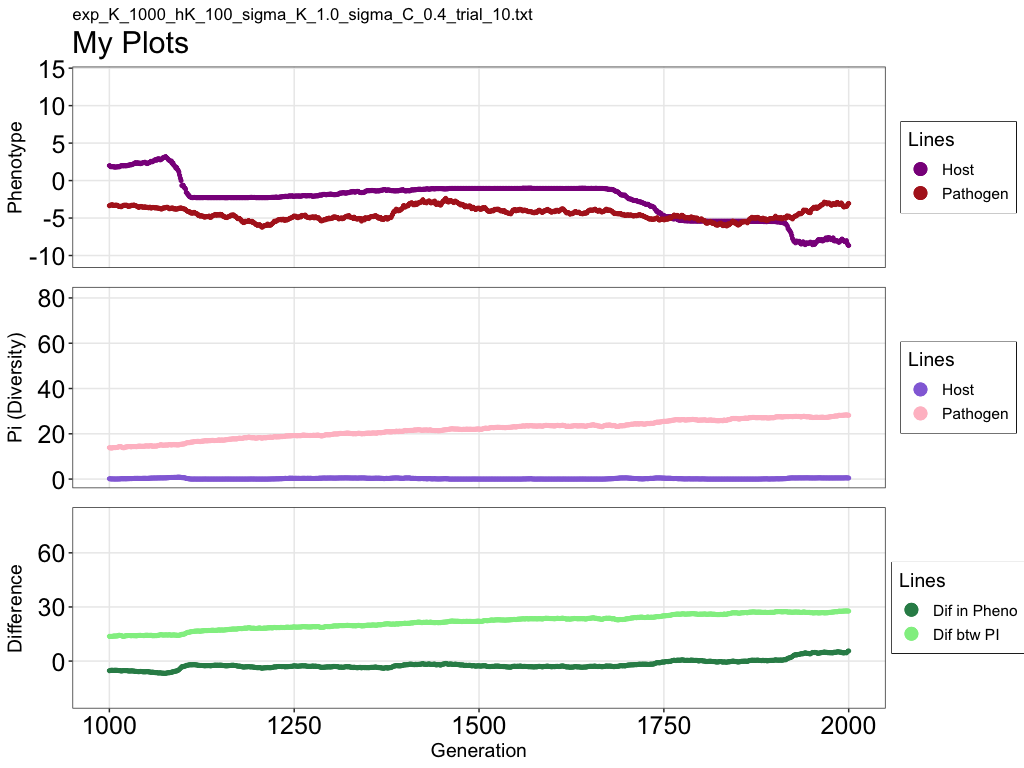 exp_K_1000_hK_100_sigma_K_1.0_sigma_C_0.4_trial_10.txt
My Plots
Phenotype
15
10
5
0
-5
-10
Lines
Host
Pathogen
Pi (Diversity)
80
60
40
20
0
Lines
Host
Pathogen
Difference
60
30
0
Lines
Dif in Pheno
Dif btw PI
1000 1250 1500 1750 2000
Generation